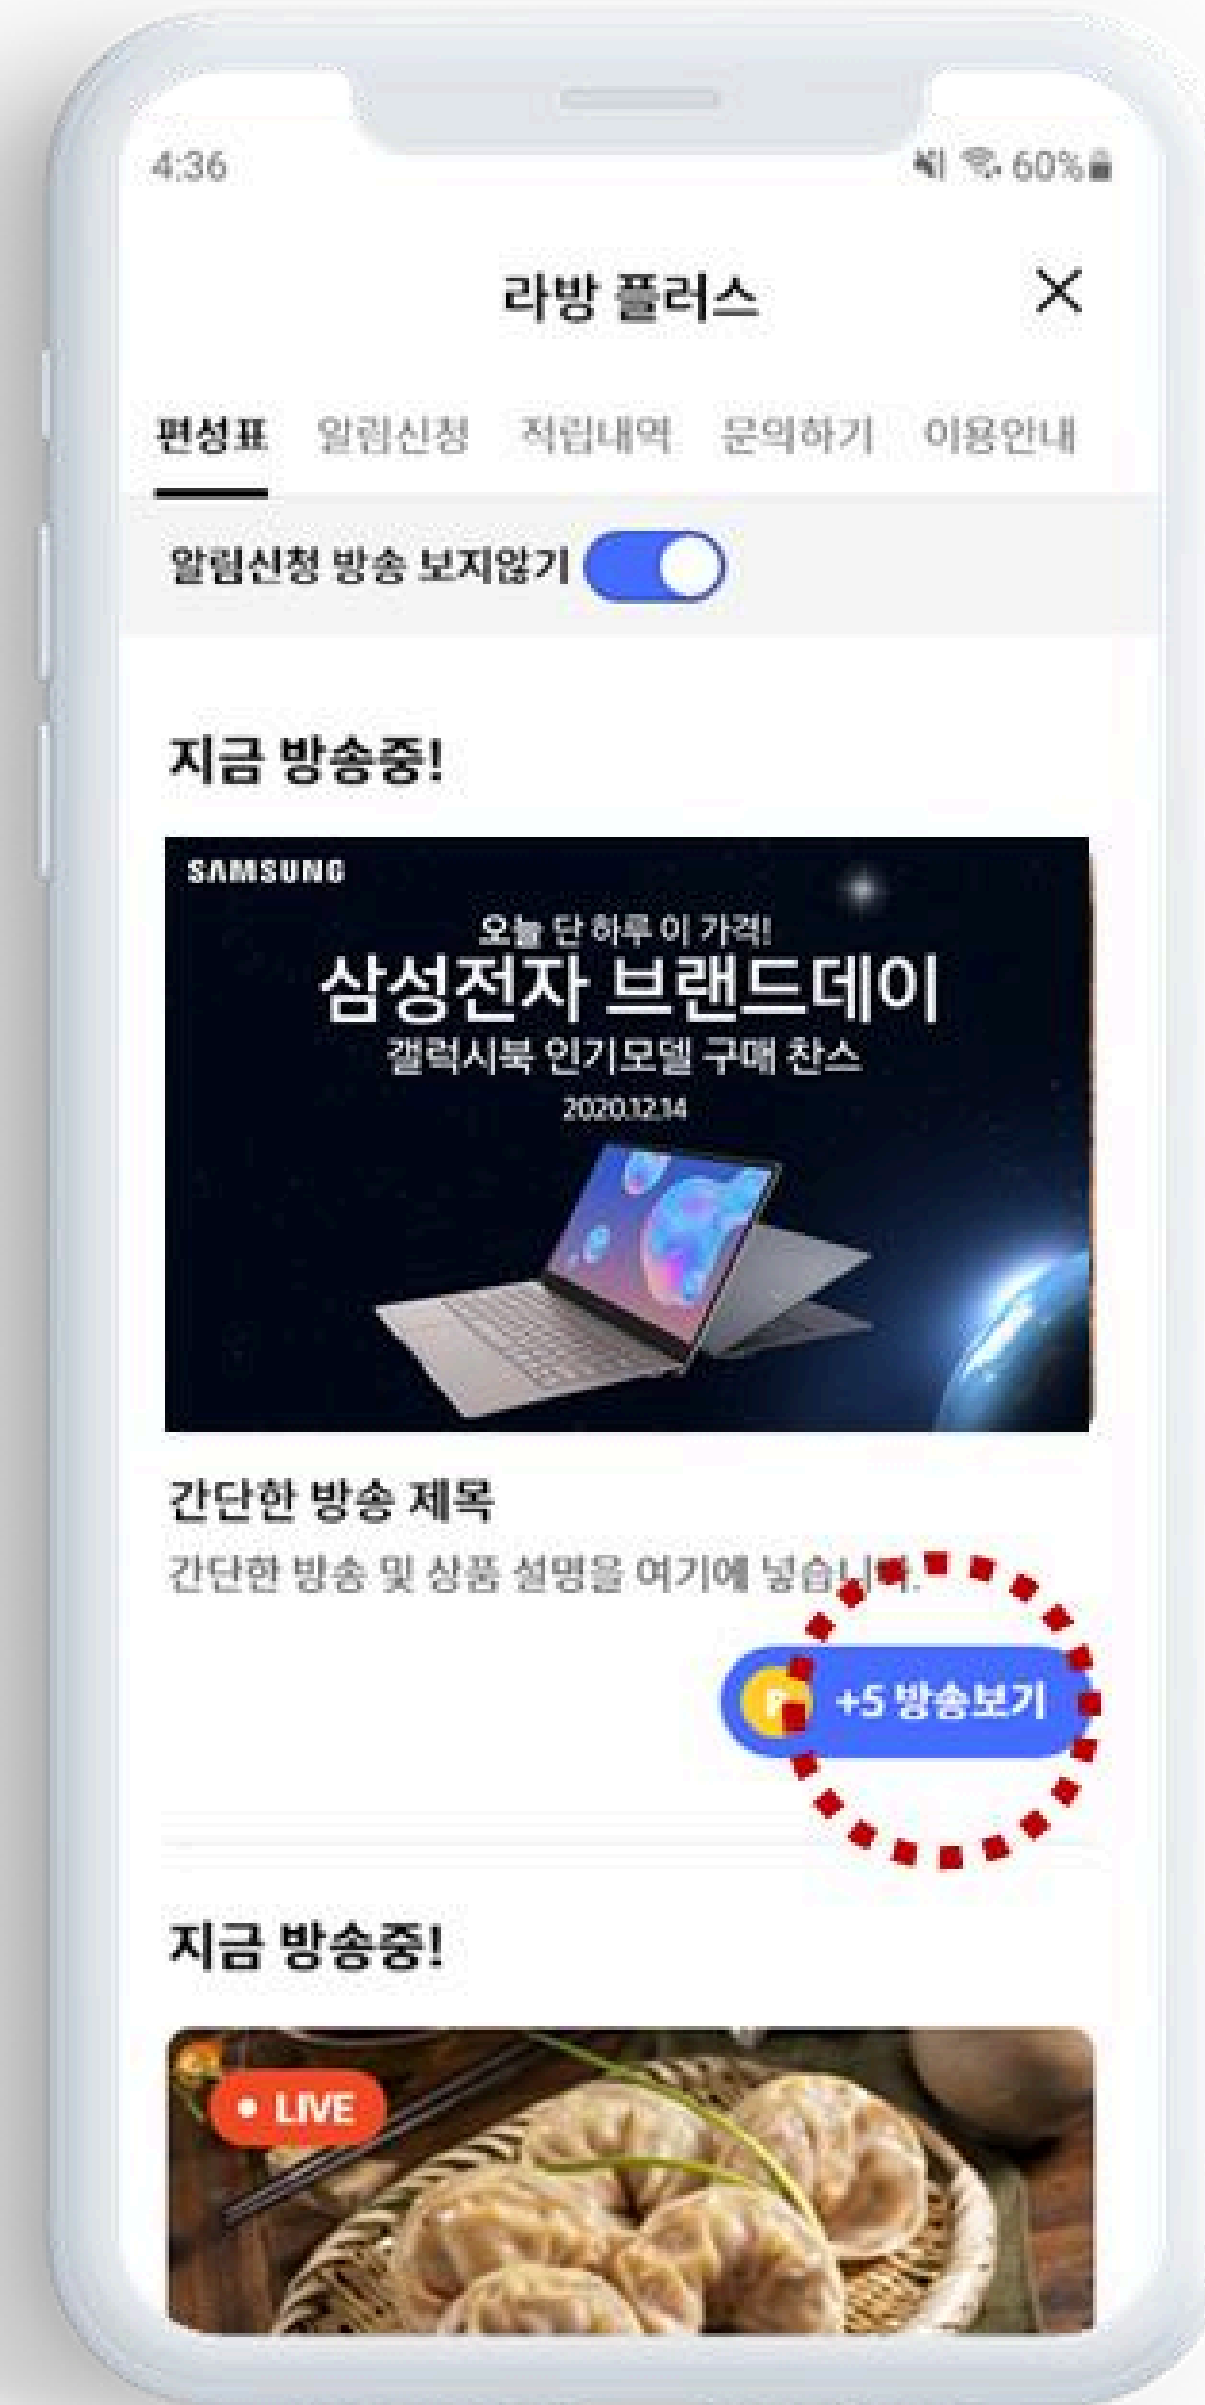 4:36
60%
라방 플러스
편성표 알림신청 적립내역 문의하기 이용안내
알림신청 방송 보지않기
지금 방송중!
SAMSUNG
오늘 단 하루 이 가격!
삼성전자 브랜드데이
갤럭시북 인기모델 구매 찬스
2020.12.14
간단한 방송 제목
간단한 방송 및 상품 설명을 여기에 넣습니다.
P +5 방송보기
지금 방송중!
LIVE